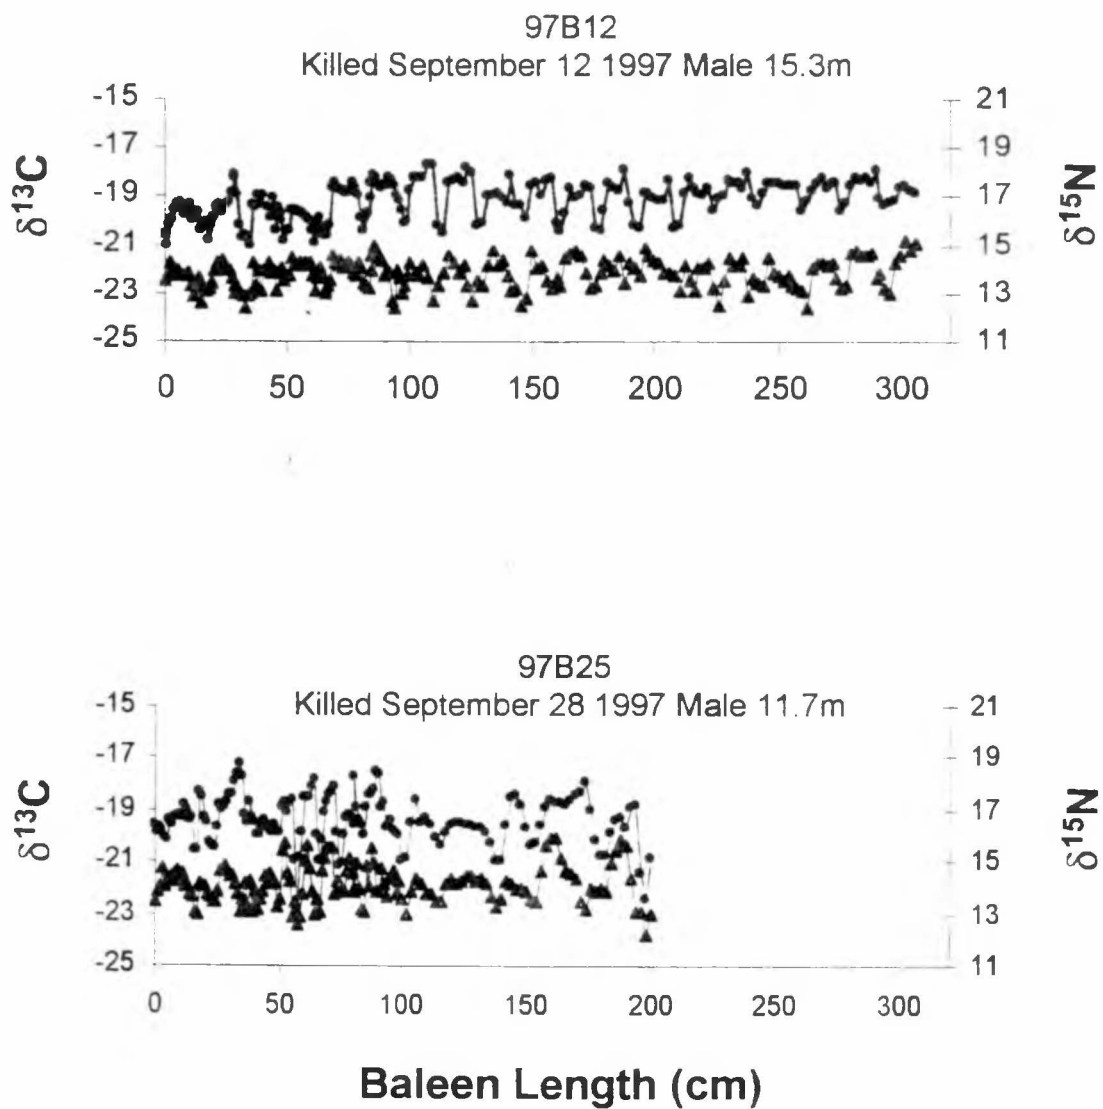 97B12
Killed September 12 1997 Male 15.3m
-15
-17
-19
-21
-23
-25
δ13C
21
19
17
15
13
11
δ15N
0 50 100 150 200 250 300
97B25
Killed September 28 1997 Male 11.7m
-15
-17
-19
-21
-23
-25
δ13C
21
19
17
15
13
11
δ15N
0 50 100 150 200 250 300
Baleen Length (cm)